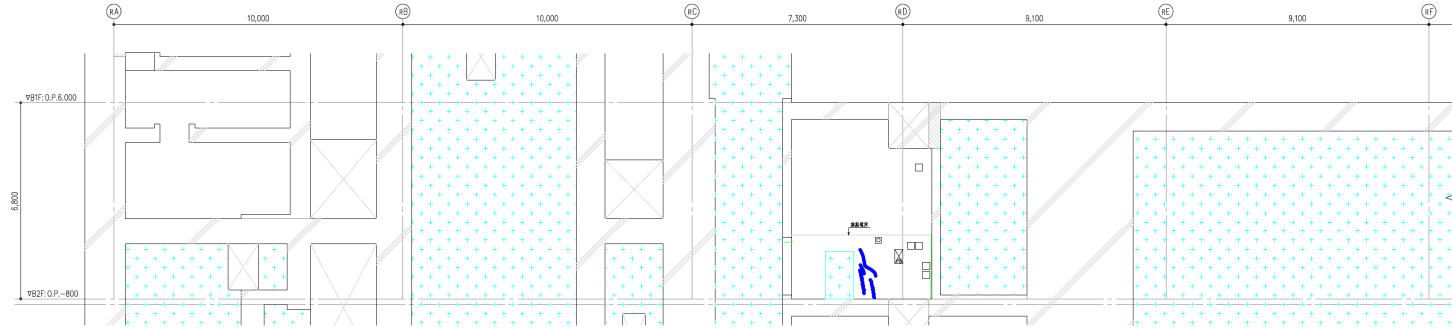 RA
10,000
RB
10,000
RC
7,300
RD
9,100
RE
9,100
RF
▽B1F: O.P.6.000
6,800
▽B2F: O.P.-800